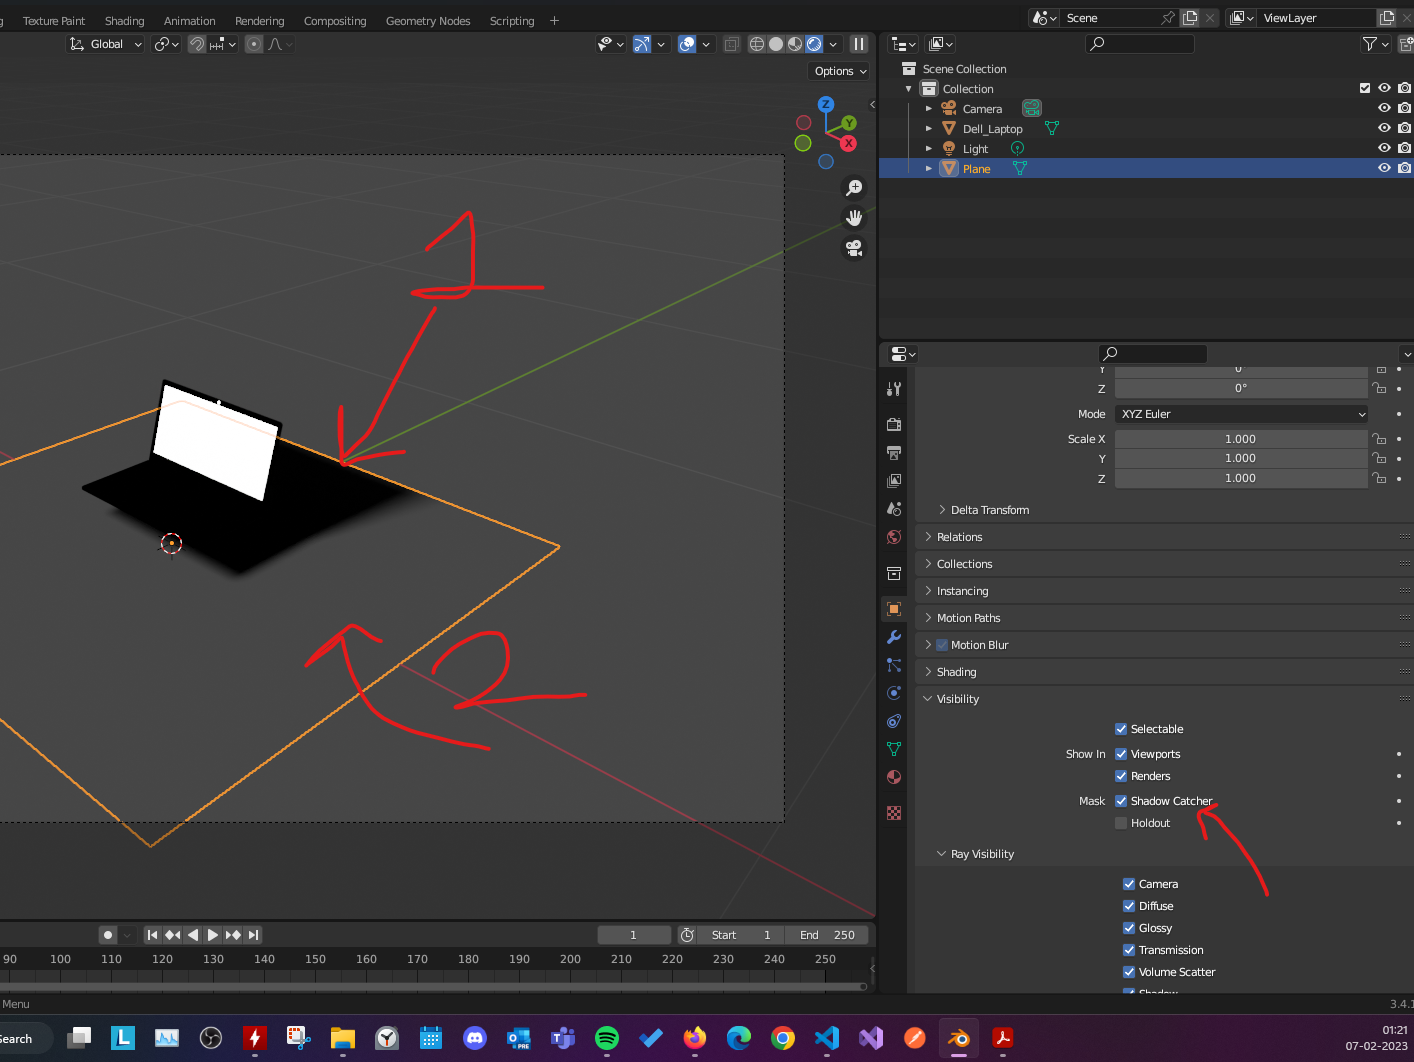 Texture Paint Shading Animation Rendering Compositing Geometry Nodes Scripting +
Scene
ViewLayer
Global
Options
Z
Y
X
Scene Collection
Collection
Camera
Dell_Laptop
Light
Plane
1
2
Y 0°
Z 0°
Mode XYZ Euler
Scale X 1.000
Y 1.000
Z 1.000
Delta Transform
Relations
Collections
Instancing
Motion Paths
Motion Blur
Shading
Visibility
Selectable
Show In Viewports
Renders
Mask Shadow Catcher
Holdout
Ray Visibility
Camera
Diffuse
Glossy
Transmission
Volume Scatter
Shadow
1 Start 1 End 250
90 100 110 120 130 140 150 160 170 180 190 200 210 220 230 240 250
Menu
3.4.1
Search
L
PRE
01:21
07-02-2023